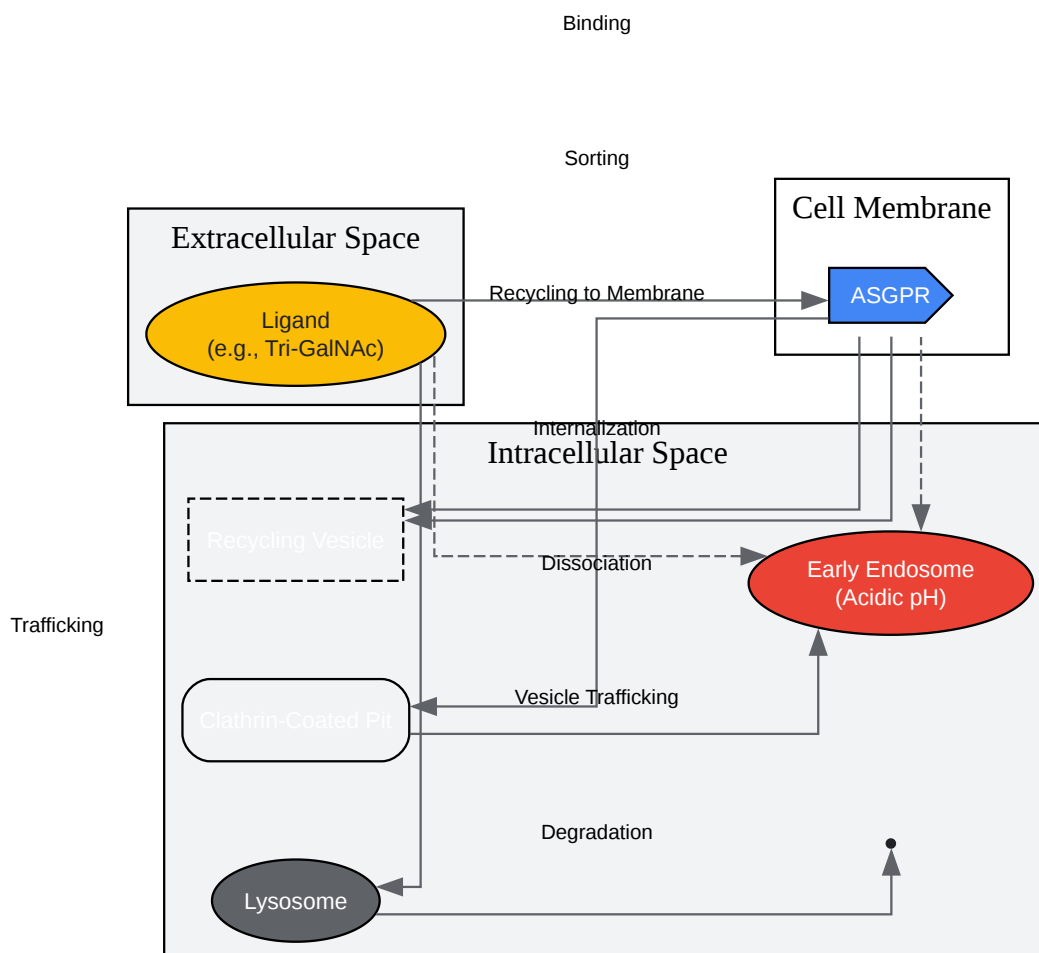 Binding
Sorting
Cell Membrane
Extracellular Space
Recycling to Membrane
ASGPR
Ligand
(e.g., Tri-GalNAc)
Internalization
Intracellular Space
Recycling Vesicle
Dissociation
Early Endosome
(Acidic pH)
Trafficking
Vesicle Trafficking
Clathrin-Coated Pit
Degradation
Lysosome